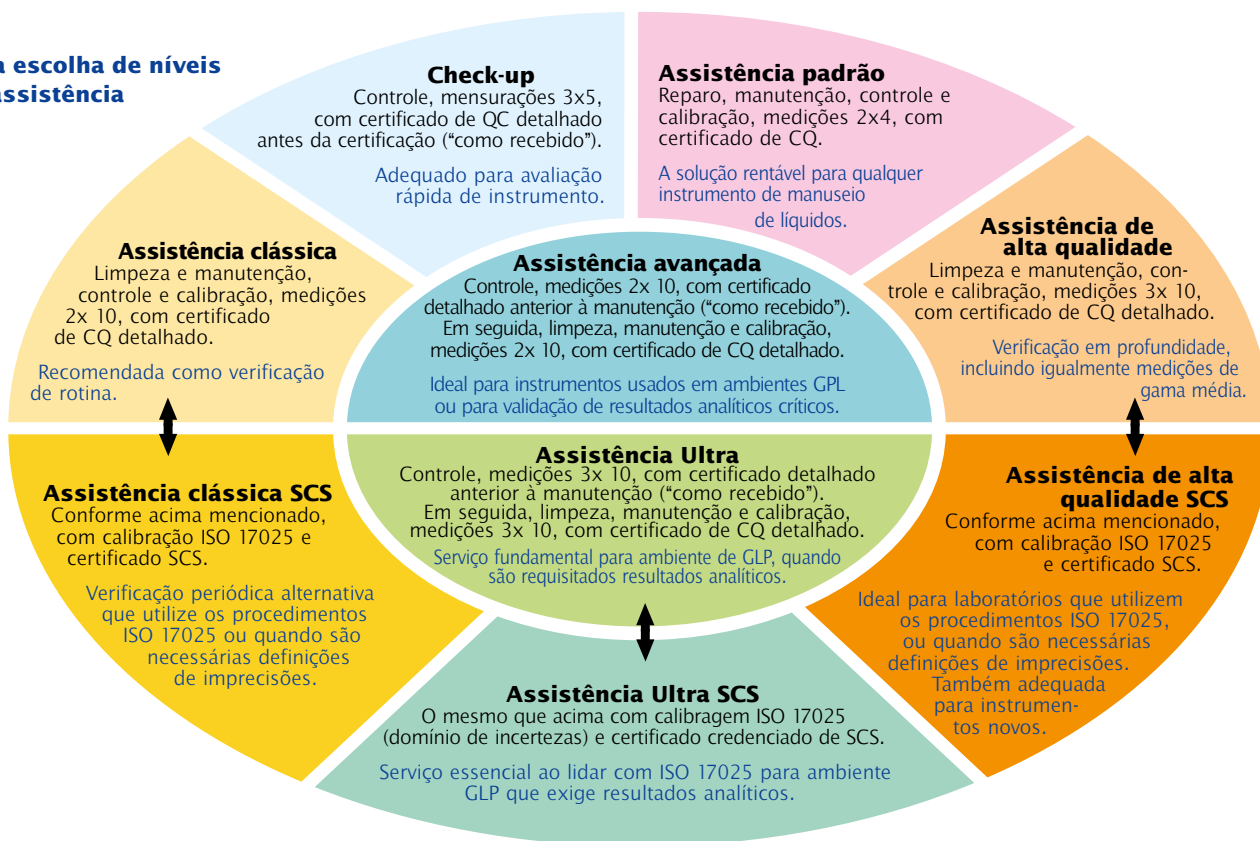 a escolha de níveis
assistência
Check-up
Controle, mensurações 3x5,
com certificado de QC detalhado
antes da certificação (“como recebido”).
Adequado para avaliação
rápida de instrumento.
Assistência padrão
Reparo, manutenção, controle e
calibração, medições 2x4, com
certificado de CQ.
A solução rentável para qualquer
instrumento de manuseio
de líquidos.
Assistência clássica
Limpeza e manutenção,
controle e calibração, medições
2x 10, com certificado
de CQ detalhado.
Recomendada como verificação
de rotina.
Assistência avançada
Controle, medições 2x 10, com certificado
detalhado anterior à manutenção (“como recebido”).
Em seguida, limpeza, manutenção e calibração,
medições 2x 10, com certificado de CQ detalhado.
Ideal para instrumentos usados em ambientes GPL
ou para validação de resultados analíticos críticos.
Assistência de
alta qualidade
Limpeza e manutenção, con-
trole e calibração, medições 3x 10,
com certificado de CQ detalhado.
Verificação em profundidade,
incluindo igualmente medições de
gama média.
Assistência clássica SCS
Conforme acima mencionado,
com calibração ISO 17025 e
certificado SCS.
Verificação periódica alternativa
que utilize os procedimentos
ISO 17025 ou quando são
necessárias definições
de imprecisões.
Assistência Ultra
Controle, medições 3x 10, com certificado detalhado
anterior à manutenção (“como recebido”).
Em seguida, limpeza, manutenção e calibração,
medições 3x 10, com certificado de CQ detalhado.
Serviço fundamental para ambiente de GLP, quando
são requisitados resultados analíticos.
Assistência de alta
qualidade SCS
Conforme acima mencionado,
com calibração ISO 17025
e certificado SCS.
Ideal para laboratórios que utilizem
os procedimentos ISO 17025,
ou quando são necessárias
definições de imprecisões.
Também adequada
para instrumen-
tos novos.
Assistência Ultra SCS
O mesmo que acima com calibragem ISO 17025
(domínio de incertezas) e certificado credenciado de SCS.
Serviço essencial ao lidar com ISO 17025 para ambiente
GLP que exige resultados analíticos.